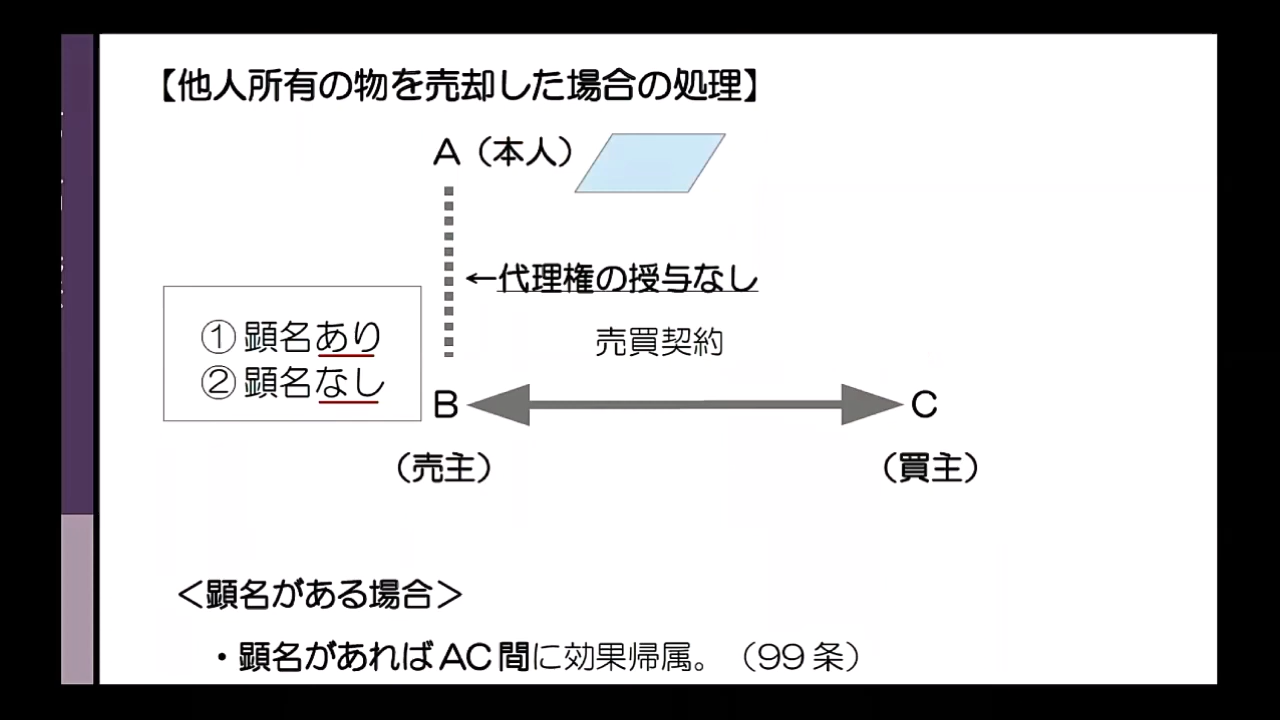 【他人所有の物を売却した場合の処理】
A（本人）
←代理権の授与なし
① 顕名あり
② 顕名なし
売買契約
B
C
（売主）
（買主）
＜顕名がある場合＞
・顕名があればAC間に効果帰属。（99条）